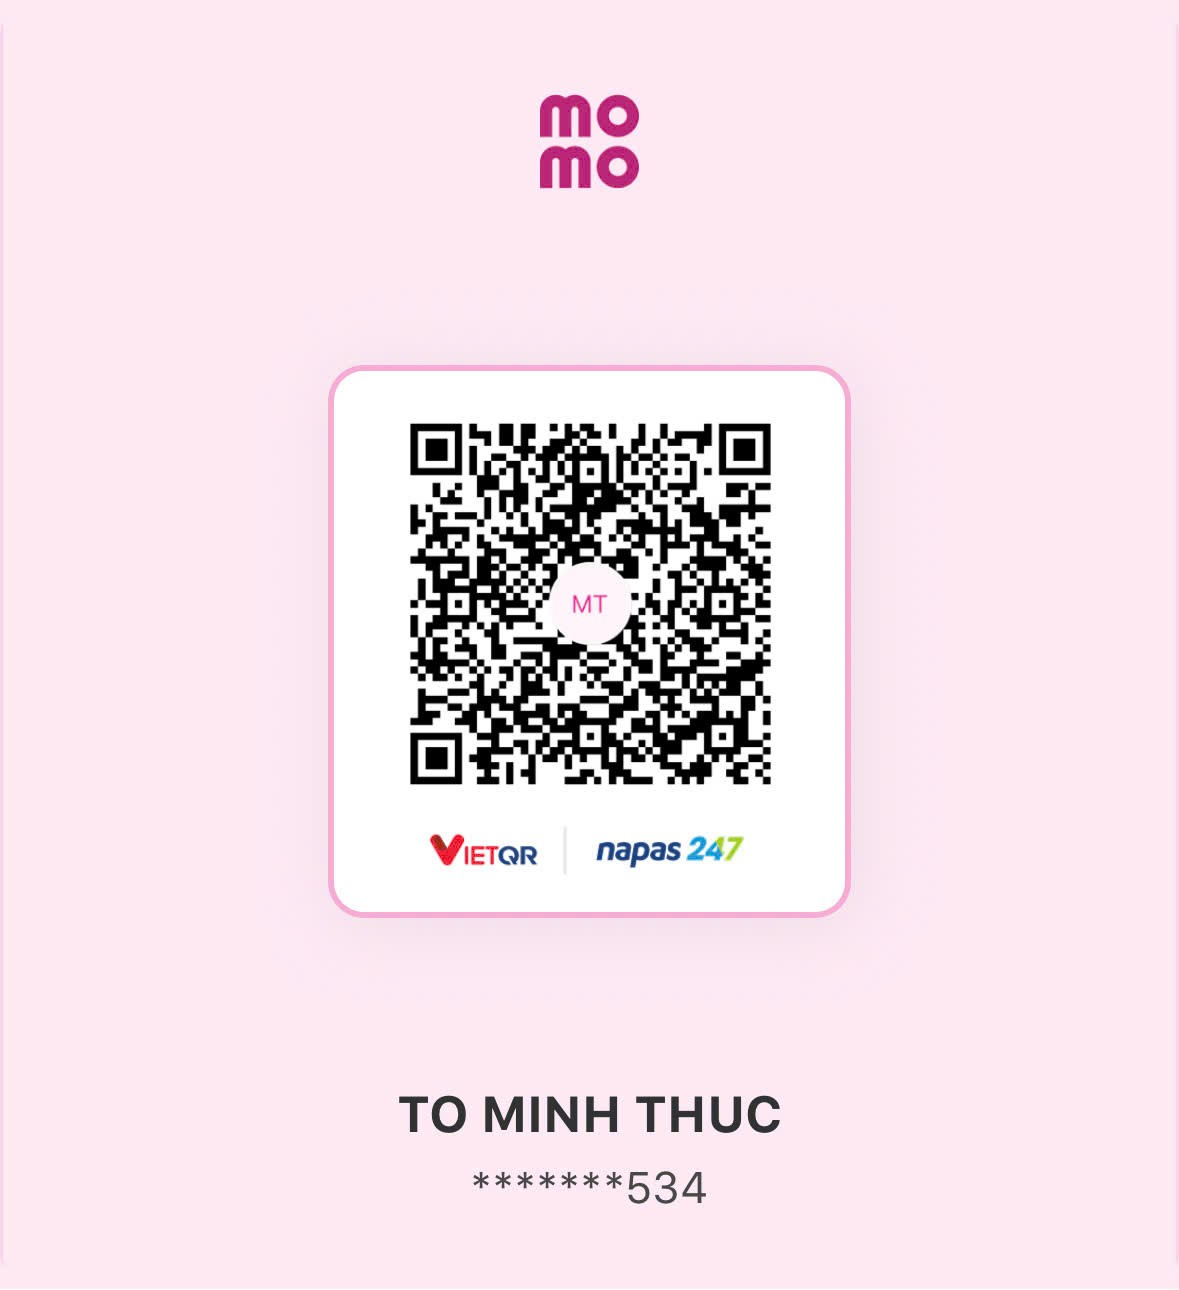 mo
mo
MT
VIETQR
napas 247
TO MINH THUC
*******534